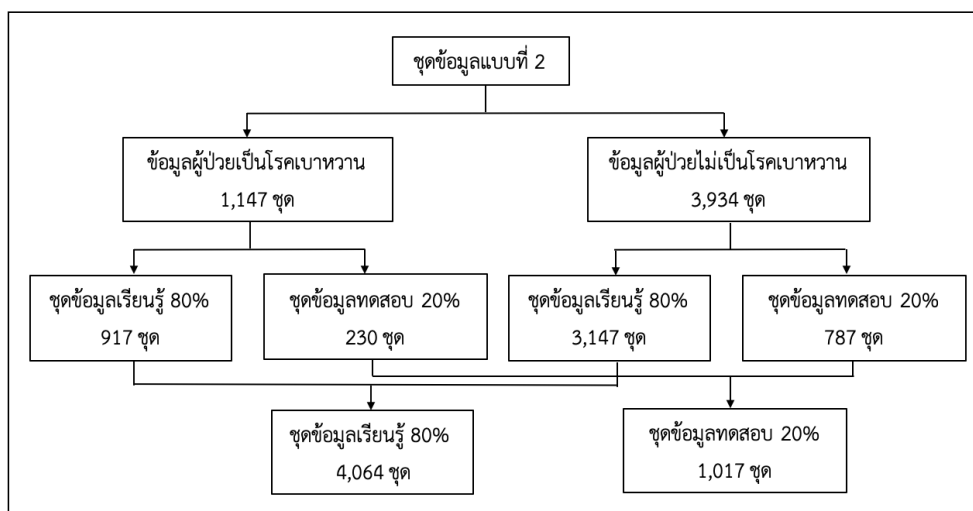 ชุดข้อมูลแบบที่ 2
ข้อมูลผู้ป่วยเป็นโรคเบาหวาน
1,147 ชุด
ข้อมูลผู้ป่วยไม่เป็นโรคเบาหวาน
3,934 ชุด
ชุดข้อมูลเรียนรู้ 80%
917 ชุด
ชุดข้อมูลทดสอบ 20%
230 ชุด
ชุดข้อมูลเรียนรู้ 80%
3,147 ชุด
ชุดข้อมูลทดสอบ 20%
787 ชุด
ชุดข้อมูลเรียนรู้ 80%
4,064 ชุด
ชุดข้อมูลทดสอบ 20%
1,017 ชุด